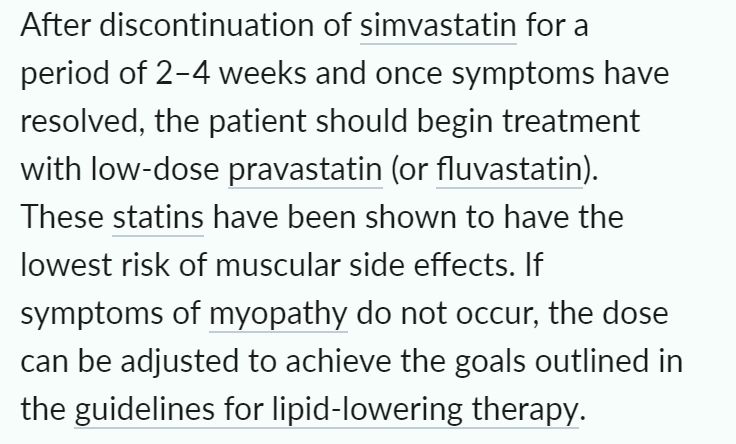 After discontinuation of simvastatin for a
period of 2–4 weeks and once symptoms have
resolved, the patient should begin treatment
with low-dose pravastatin (or fluvastatin).
These statins have been shown to have the
lowest risk of muscular side effects. If
symptoms of myopathy do not occur, the dose
can be adjusted to achieve the goals outlined in
the guidelines for lipid-lowering therapy.